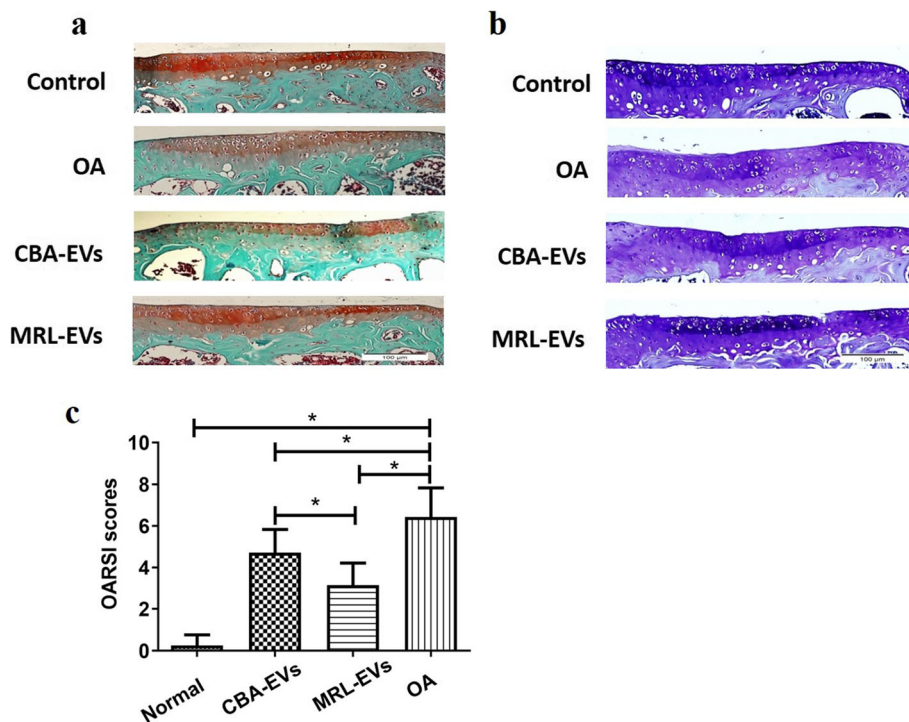 a
Control
OA
CBA-EVs
MRL-EVs
100 μm
b
Control
OA
CBA-EVs
MRL-EVs
100 μm
c
OARSI scores
10
8
6
4
2
0
*
*
*
*
Normal
CBA-EVs
MRL-EVs
OA